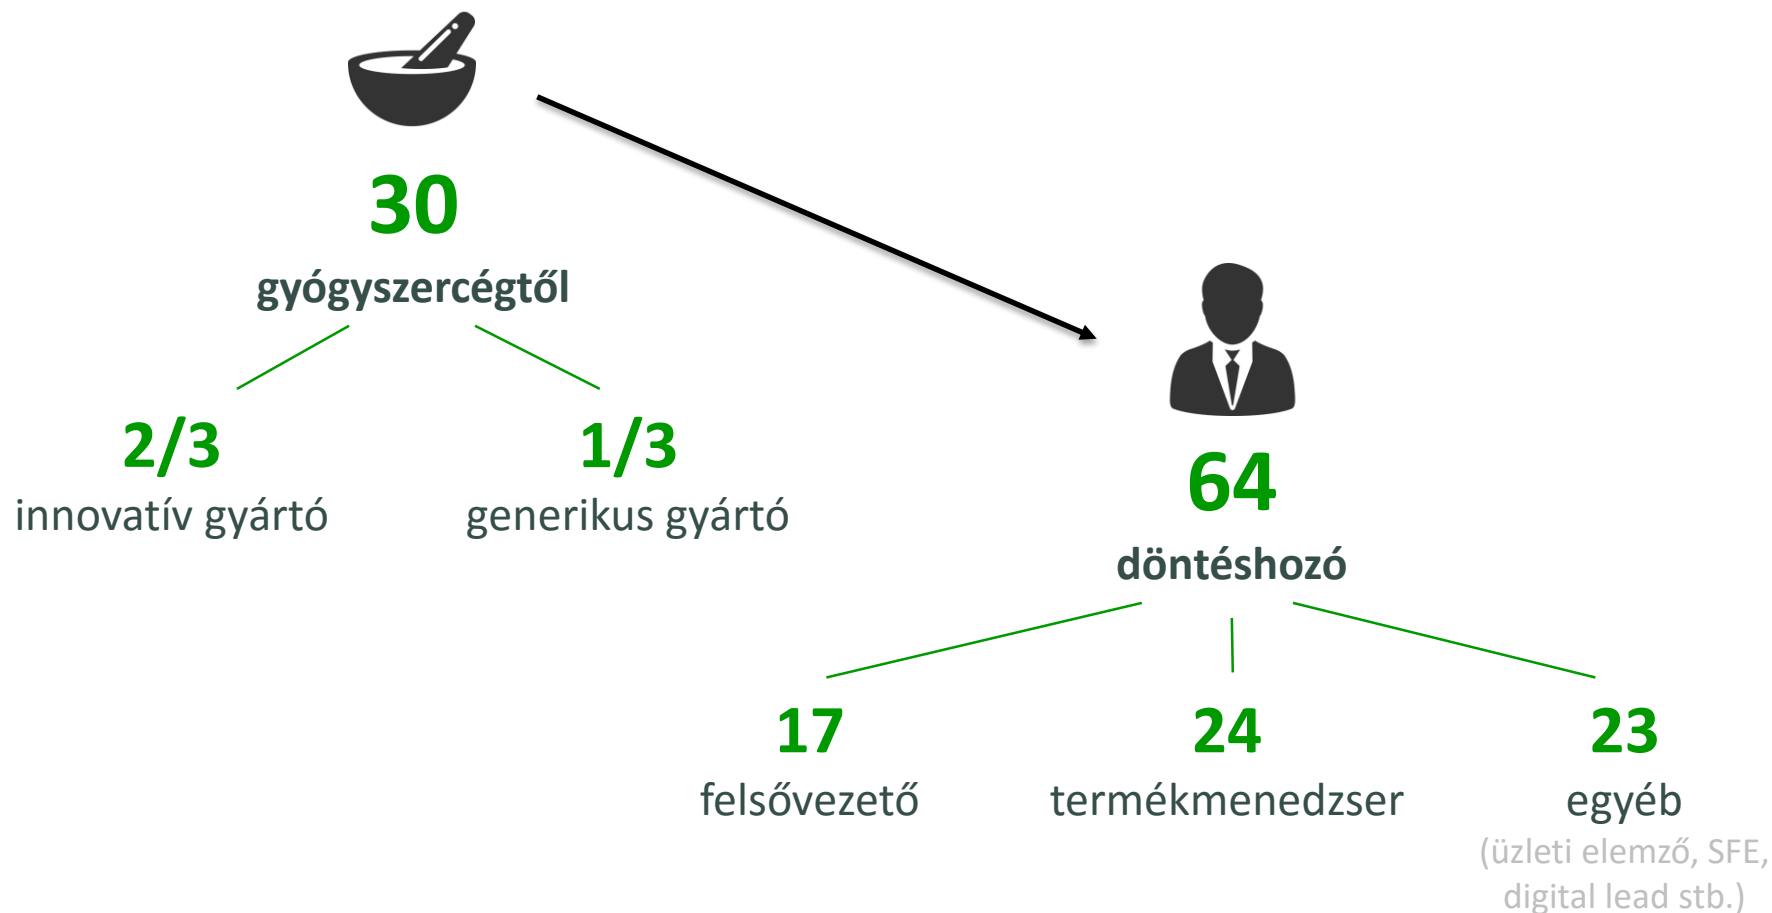 30
gyógyszercégtől
2/3
innovatív gyártó
1/3
generikus gyártó
64
döntéshozó
17
felsővezető
24
termékmenedzser
23
egyéb
(üzleti elemző, SFE,
digital lead stb.)